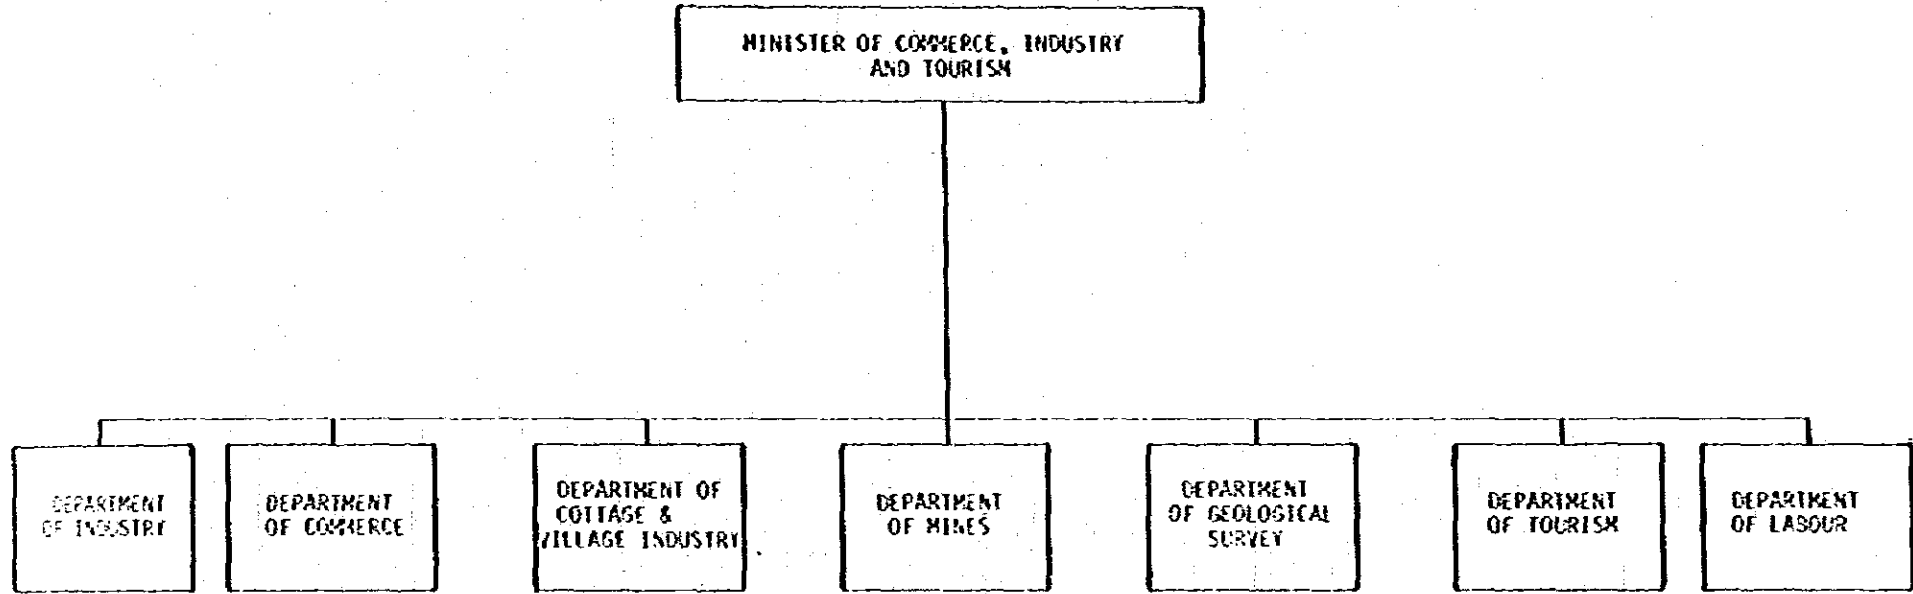 MINISTER OF COMMERCE, INDUSTRY
AND TOURISM
DEPARTMENT
OF INDUSTRY
DEPARTMENT
OF COMMERCE
DEPARTMENT OF
COTTAGE &
VILLAGE INDUSTRY
DEPARTMENT
OF MINES
DEPARTMENT
OF GEOLOGICAL
SURVEY
DEPARTMENT
OF TOURISM
DEPARTMENT
OF LABOUR